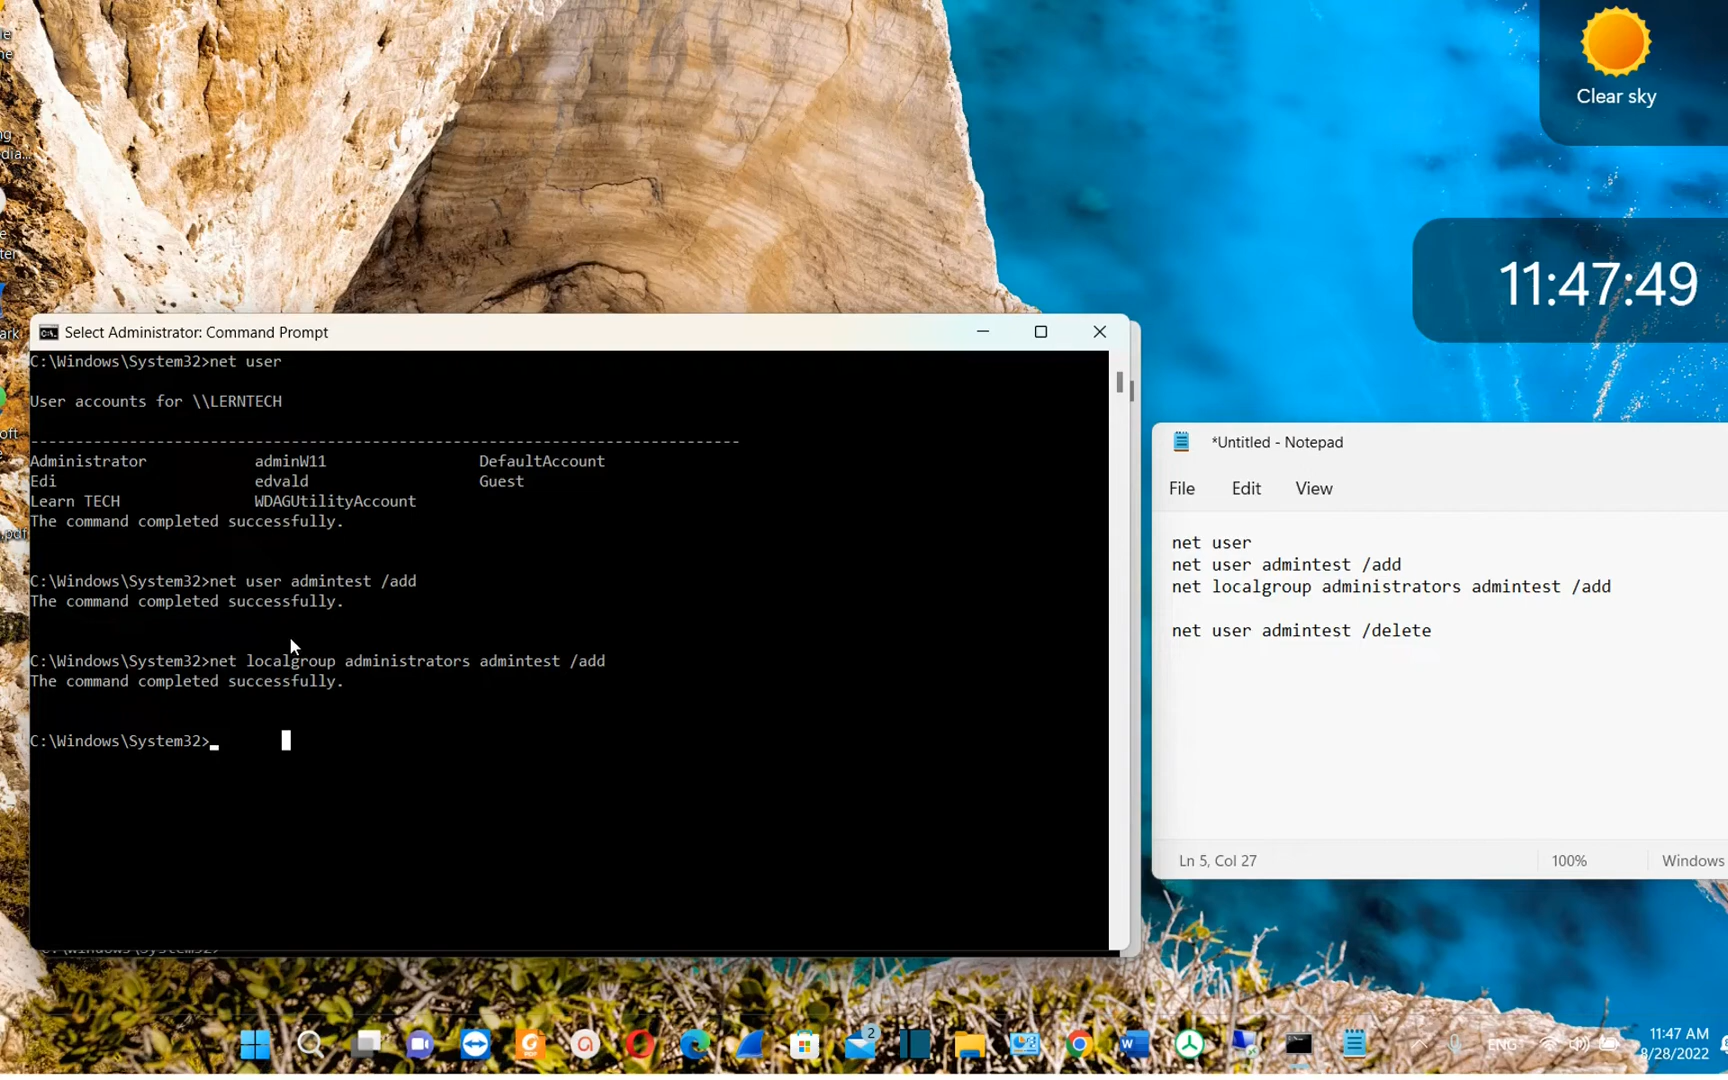 Clear sky
11:47:49
Select Administrator: Command Prompt
C:\Windows\System32>net user
User accounts for \\LERNTECH
-------------------------------------------------------------------------------
Administrator adminW11 DefaultAccount
Edi edvald Guest
Learn TECH WDAGUtilityAccount
The command completed successfully.
C:\Windows\System32>net user admintest /add
The command completed successfully.
C:\Windows\System32>net localgroup administrators admintest /add
The command completed successfully.
C:\Windows\System32>
*Untitled - Notepad
File Edit View
net user
net user admintest /add
net localgroup administrators admintest /add
net user admintest /delete
Ln 5, Col 27 100% Windows
2
ENG
11:47 AM
8/28/2022